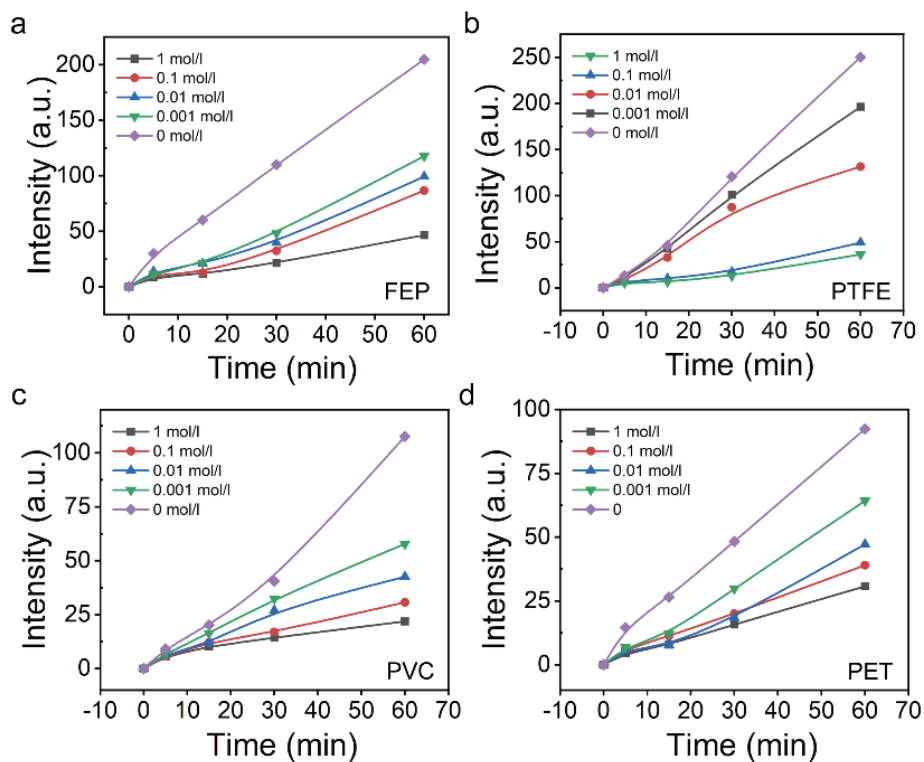 a
Intensity (a.u.)
200
150
100
50
0
1 mol/l
0.1 mol/l
0.01 mol/l
0.001 mol/l
0 mol/l
FEP
0 10 20 30 40 50 60
Time (min)
b
Intensity (a.u.)
250
200
150
100
50
0
1 mol/l
0.1 mol/l
0.01 mol/l
0.001 mol/l
0 mol/l
PTFE
-10 0 10 20 30 40 50 60 70
Time (min)
c
Intensity (a.u.)
100
75
50
25
0
1 mol/l
0.1 mol/l
0.01 mol/l
0.001 mol/l
0 mol/l
PVC
-10 0 10 20 30 40 50 60 70
Time (min)
d
Intensity (a.u.)
100
75
50
25
0
1 mol/l
0.1 mol/l
0.01 mol/l
0.001 mol/l
0
PET
-10 0 10 20 30 40 50 60 70
Time (min)